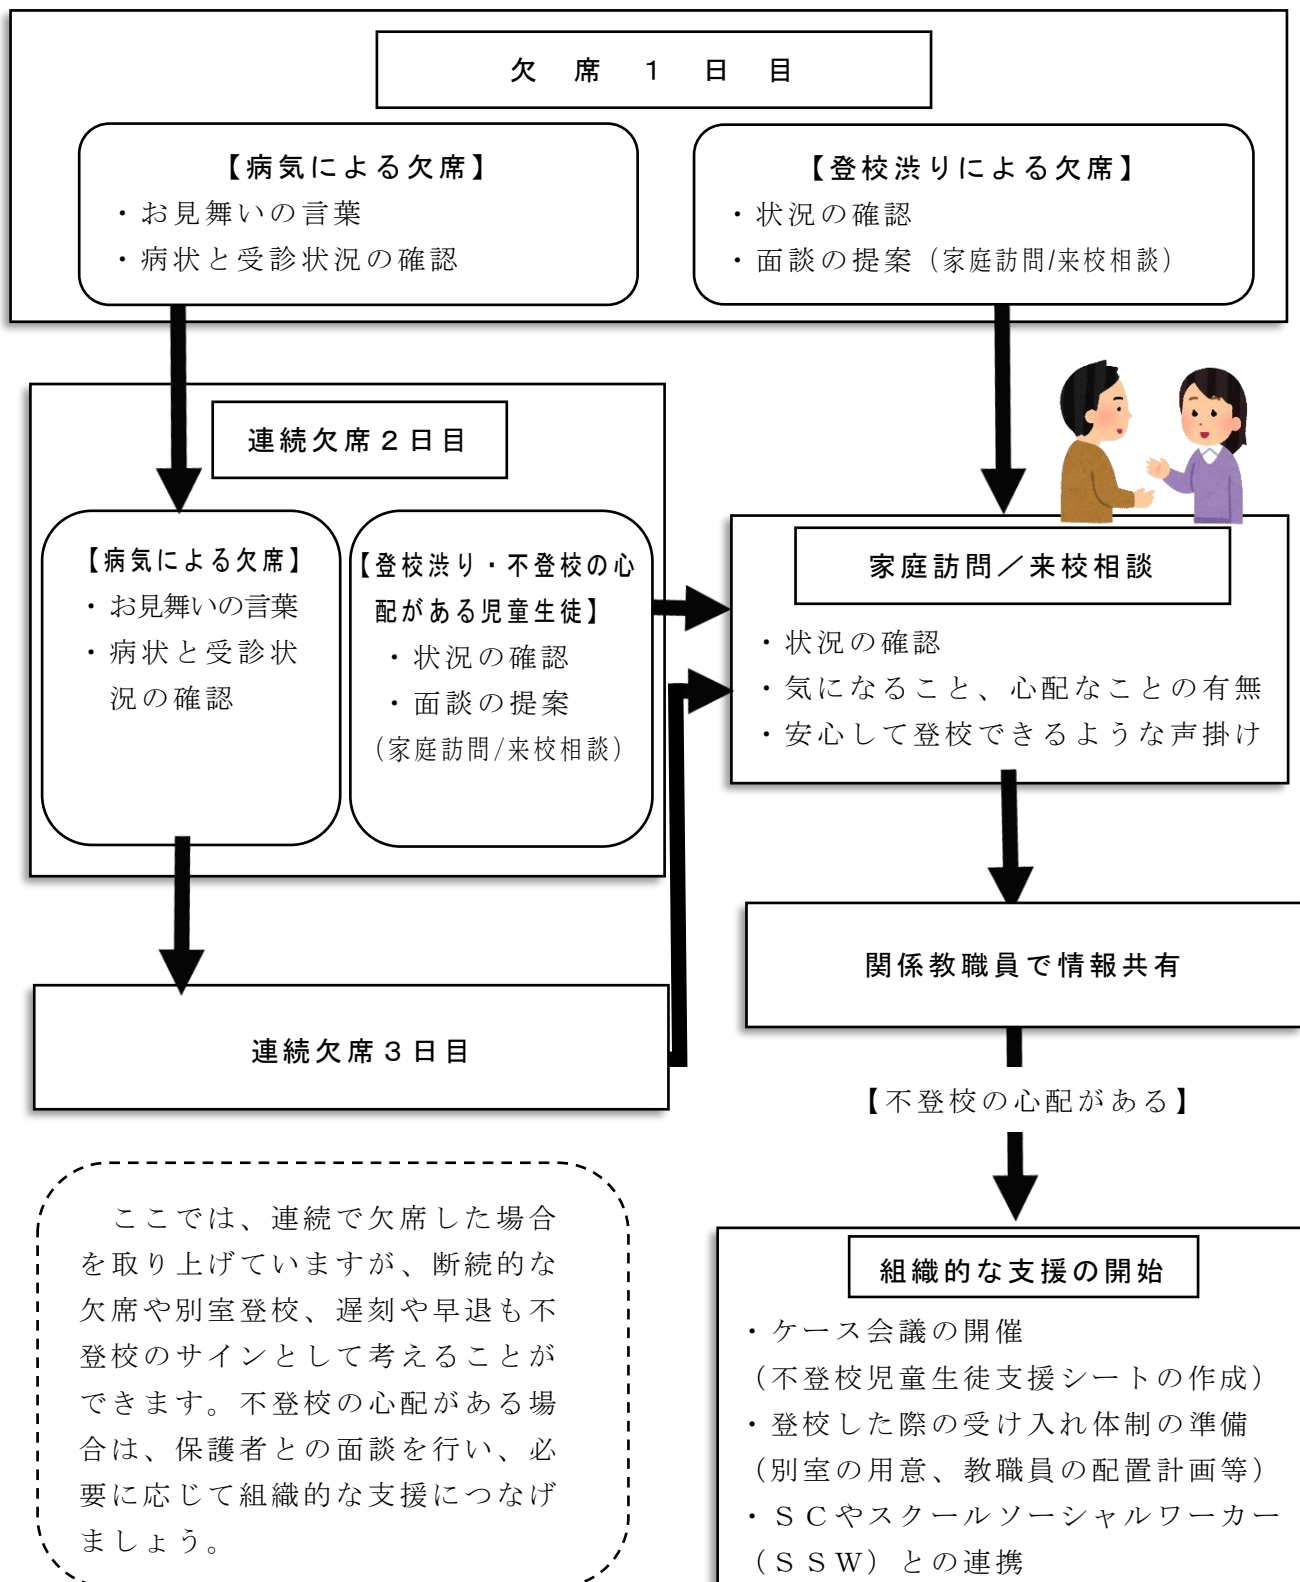 欠席１日目
【病気による欠席】
・お見舞いの言葉
・病状と受診状況の確認
【登校渋りによる欠席】
・状況の確認
・面談の提案（家庭訪問/来校相談）
連続欠席２日目
【病気による欠席】
・お見舞いの言葉
・病状と受診状
況の確認
【登校渋り・不登校の心
配がある児童生徒】
・状況の確認
・面談の提案
（家庭訪問/来校相談）
家庭訪問／来校相談
・状況の確認
・気になること、心配なことの有無
・安心して登校できるような声掛け
連続欠席３日目
関係教職員で情報共有
【不登校の心配がある】
ここでは、連続で欠席した場合
を取り上げていますが、断続的な
欠席や別室登校、遅刻や早退も不
登校のサインとして考えることが
できます。不登校の心配がある場
合は、保護者との面談を行い、必
要に応じて組織的な支援につなげ
ましょう。
組織的な支援の開始
・ケース会議の開催
（不登校児童生徒支援シートの作成）
・登校した際の受け入れ体制の準備
（別室の用意、教職員の配置計画等）
・ＳＣやスクールソーシャルワーカー
（ＳＳＷ）との連携